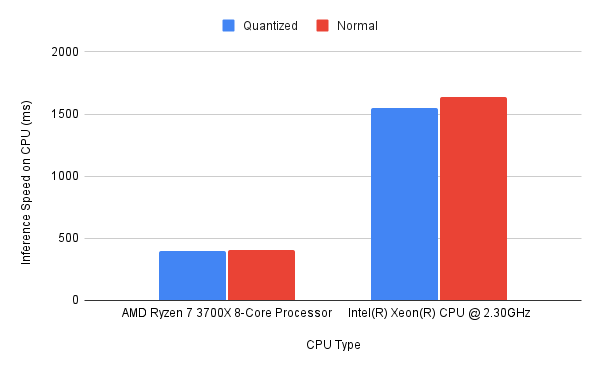 Quantized Normal
2000
1500
1000
500
0
Inference Speed on CPU (ms)
AMD Ryzen 7 3700X 8-Core Processor Intel(R) Xeon(R) CPU @ 2.30GHz
CPU Type